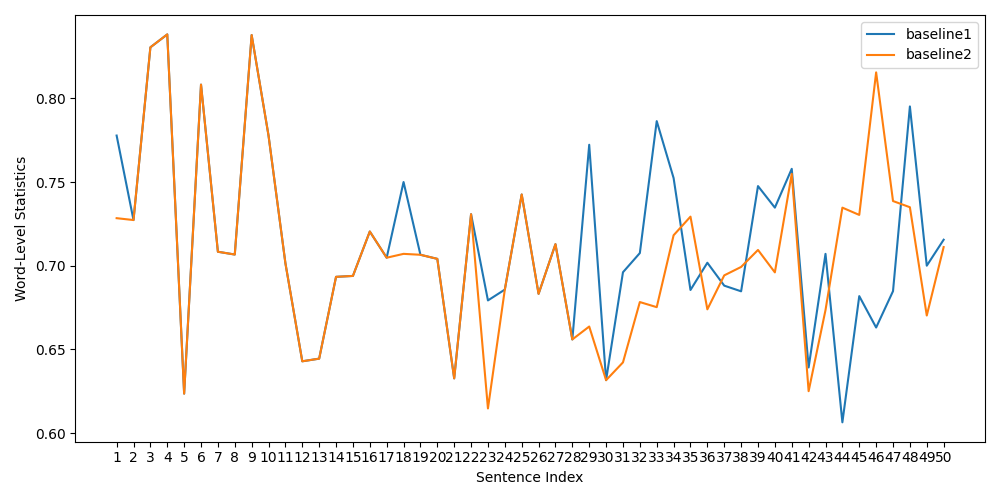 baseline1
baseline2
0.80
0.75
0.70
0.65
0.60
Word-Level Statistics
1 2 3 4 5 6 7 8 9 10 11 12 13 14 15 16 17 18 19 20 21 22 23 24 25 26 27 28 29 30 31 32 33 34 35 36 37 38 39 40 41 42 43 44 45 46 47 48 49 50
Sentence Index